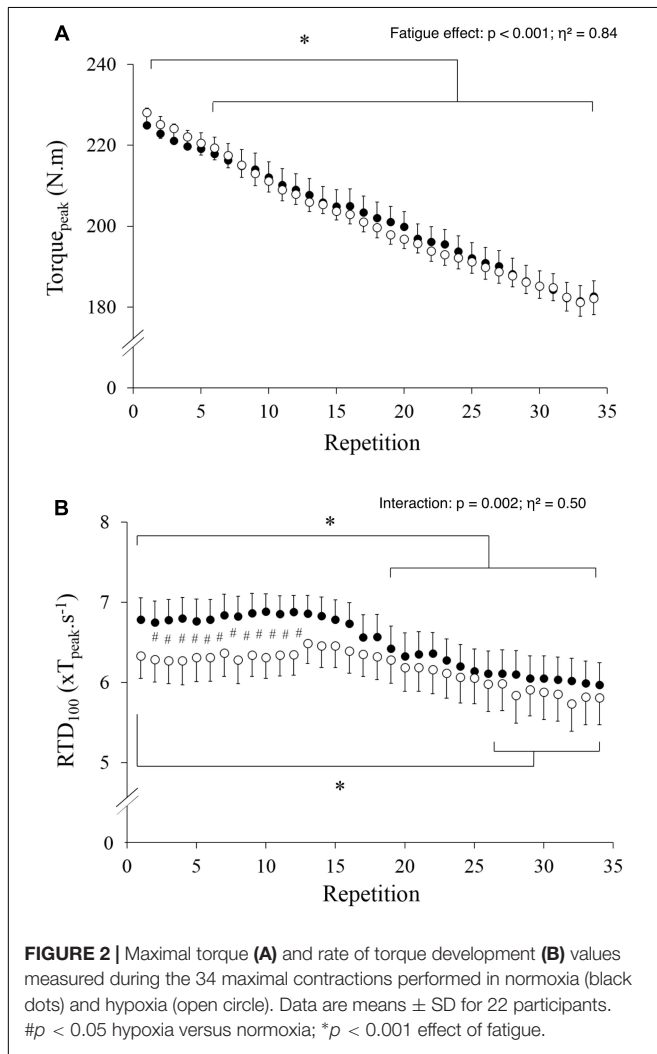 A
Fatigue effect: p < 0.001; η² = 0.84
*
240
220
200
180
0
Torque_peak (N.m)
0 5 10 15 20 25 30 35
Repetition
B
Interaction: p = 0.002; η² = 0.50
*
8
7
# # # # # # # # # # # #
6
5
*
0
RTD_100 (xT_peak.s⁻¹)
0 5 10 15 20 25 30 35
Repetition
FIGURE 2 | Maximal torque (A) and rate of torque development (B) values
measured during the 34 maximal contractions performed in normoxia (black
dots) and hypoxia (open circle). Data are means ± SD for 22 participants.
#p < 0.05 hypoxia versus normoxia; *p < 0.001 effect of fatigue.